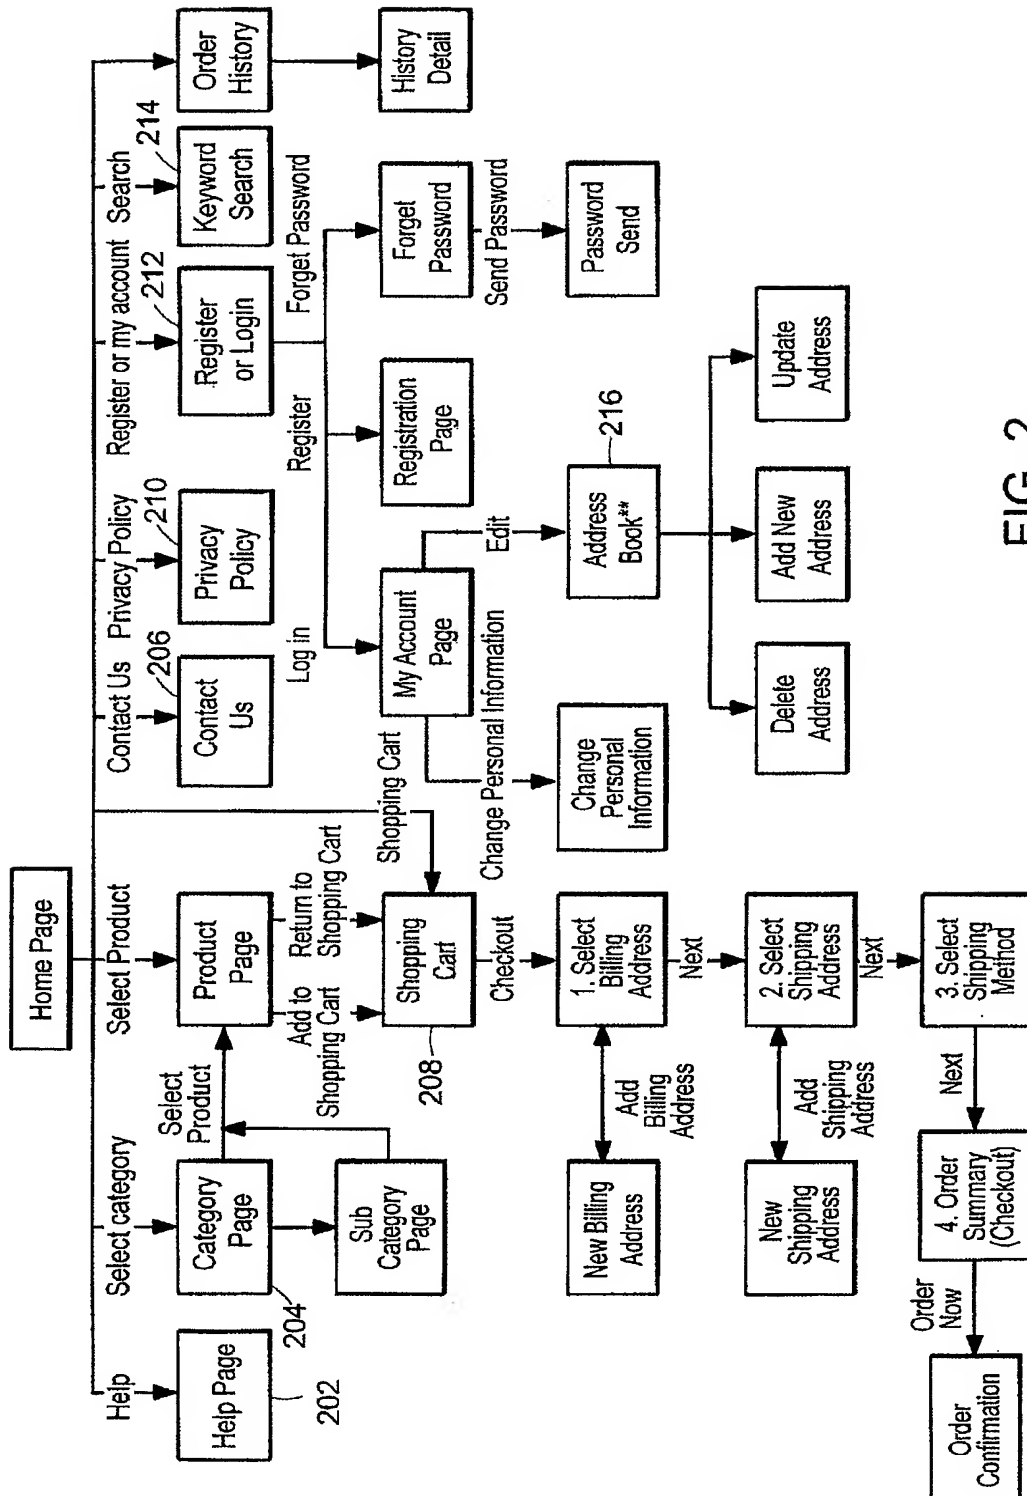 Home Page
Help
Select category
Select Product
Contact Us
Privacy Policy
Register or my account
Search
Help Page
202
Category
Page
204
Product
Page
Contact
Us
206
Privacy
Policy
210
Register
or Login
212
Keyword
Search
214
Order
History
Select
Product
Add to
Shopping Cart
Return to
Shopping Cart
Shopping Cart
Log in
Register
Forget Password
Sub
Category
Page
Shopping
Cart
208
My Account
Page
Registration
Page
Forget
Password
History
Detail
Checkout
Change Personal Information
Edit
Send Password
New Billing
Address
Add
Billing
Address
1. Select
Billing
Address
Change
Personal
Information
Address
Book**
216
Password
Send
Next
New
Shipping
Address
Add
Shipping
Address
2. Select
Shipping
Address
Delete
Address
Add New
Address
Update
Address
Next
Order
Confirmation
Order
Now
4. Order
Summary
(Checkout)
Next
3. Select
Shipping
Method
FIG. 2